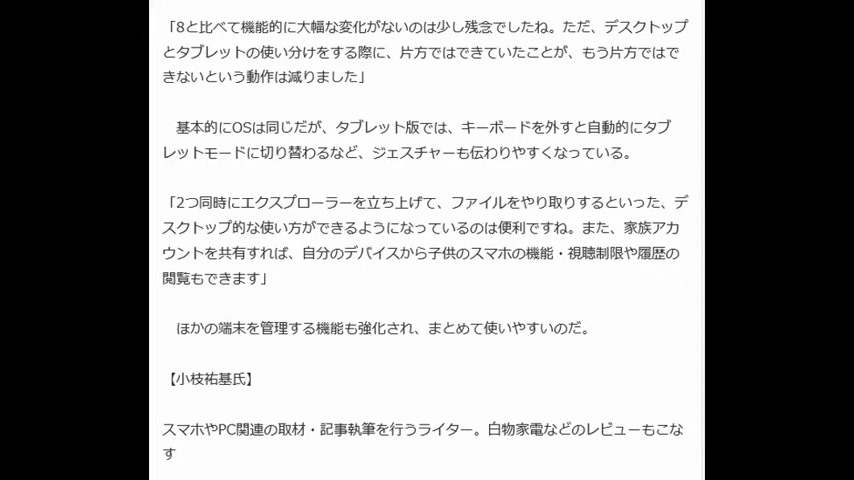 「8と比べて機能的に大幅な変化がないのは少し残念でしたね。ただ、デスクトップ
とタブレットの使い分けをする際に、片方ではできていたことが、もう片方ではで
きないという動作は減りました」
基本的にOSは同じだが、タブレット版では、キーボードを外すと自動的にタブ
レットモードに切り替わるなど、ジェスチャーも伝わりやすくなっている。
「2つ同時にエクスプローラーを立ち上げて、ファイルをやり取りするといった、デ
スクトップ的な使い方ができるようになっているのは便利ですね。また、家族アカ
ウントを共有すれば、自分のデバイスから子供のスマホの機能・視聴制限や履歴の
閲覧もできます」
ほかの端末を管理する機能も強化され、まとめて使いやすいのだ。
【小枝祐基氏】
スマホやPC関連の取材・記事執筆を行うライター。白物家電などのレビューもこな
す